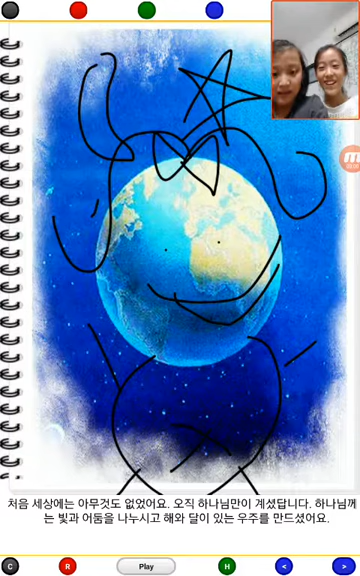 처음 세상에는 아무것도 없었어요. 오직 하나님만이 계셨답니다. 하나님께서
는 빛과 어둠을 나누시고 해와 달이 있는 우주를 만드셨어요.
C R Play H < >